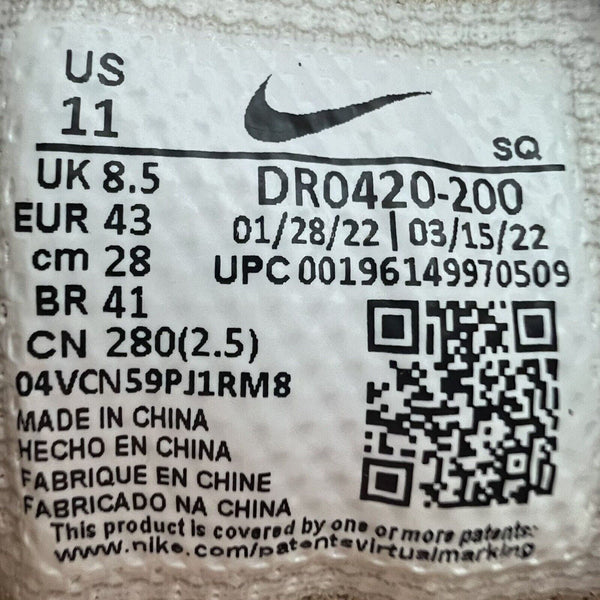 US
11
SQ
UK 8.5
EUR 43
cm 28
BR 41
CN 280(2.5)
DR0420-200
01/28/22 | 03/15/22
UPC 00196149970509
04VCN59PJ1RM8
MADE IN CHINA
HECHO EN CHINA
FABRIQUE EN CHINE
FABRICADO NA CHINA
This product is covered by one or more patents:
www.nike.com/patentsvirtualmarking